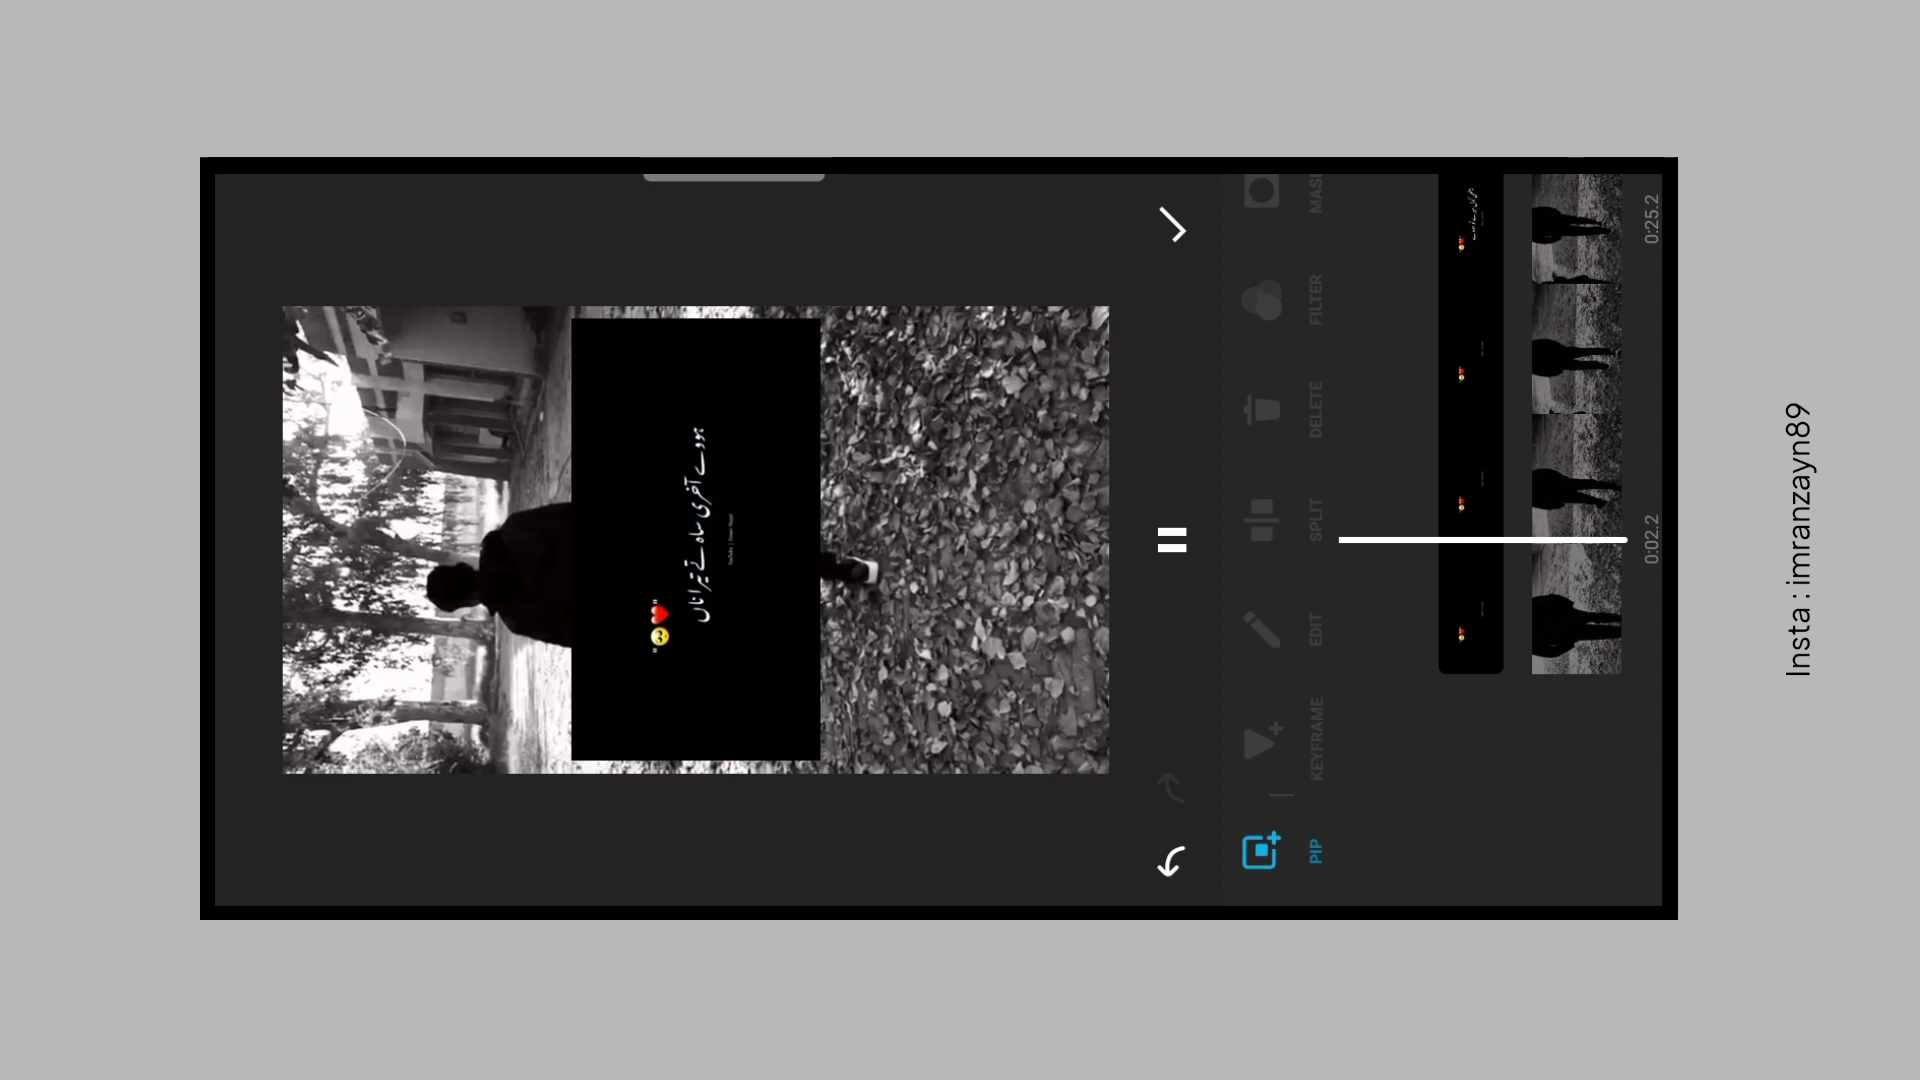 "🥺❤️"
ہووے آخری ساہ تے تیرا ناں
PIP
KEYFRAME
EDIT
SPLIT
DELETE
FILTER
0:02.2
0:25.2
Insta : imranzayn89